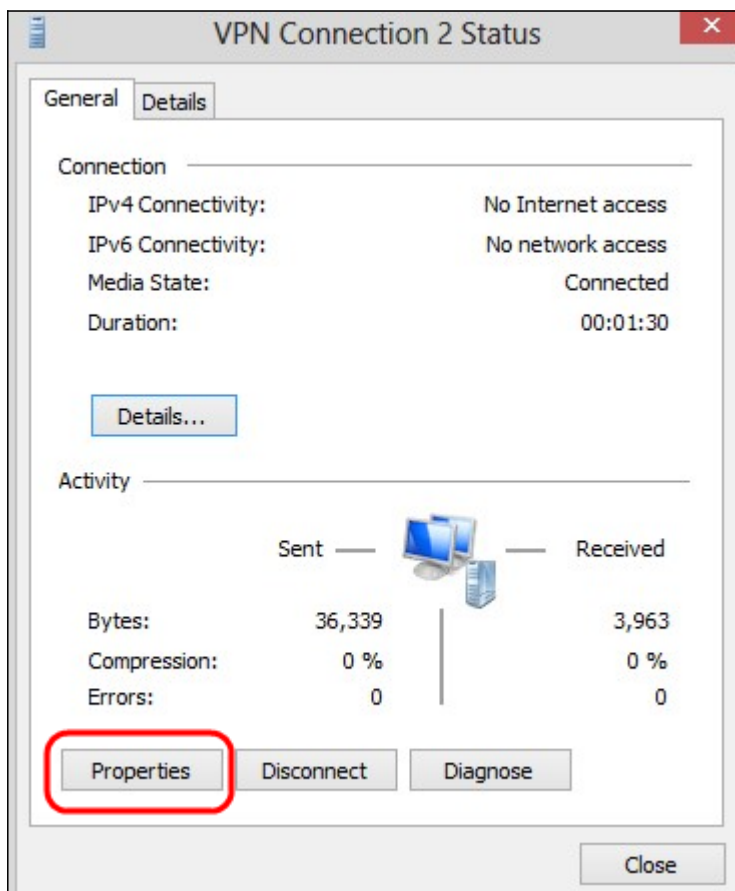 VPN Connection 2 Status
General Details
Connection
IPv4 Connectivity: No Internet access
IPv6 Connectivity: No network access
Media State: Connected
Duration: 00:01:30
Details...
Activity
Sent Received
Bytes: 36,339 3,963
Compression: 0 % 0 %
Errors: 0 0
Properties Disconnect Diagnose
Close